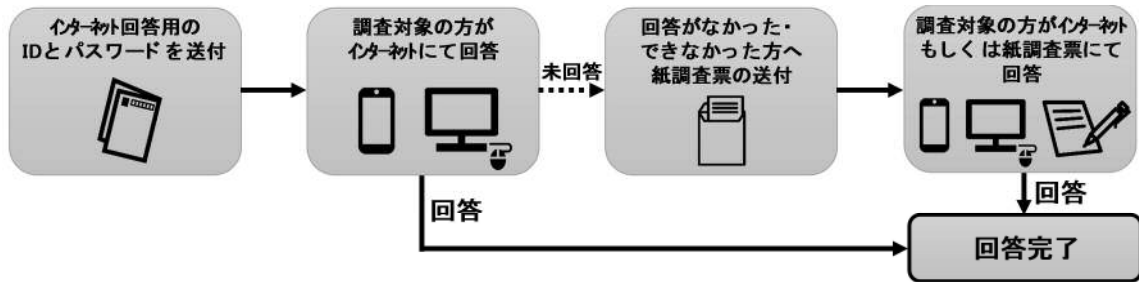 インターネット回答用の
IDとパスワードを送付
調査対象の方が
インターネットにて回答
未回答
回答がなかった・
できなかった方へ
紙調査票の送付
調査対象の方がインターネット
もしくは紙調査票にて
回答
回答
回答
回答完了